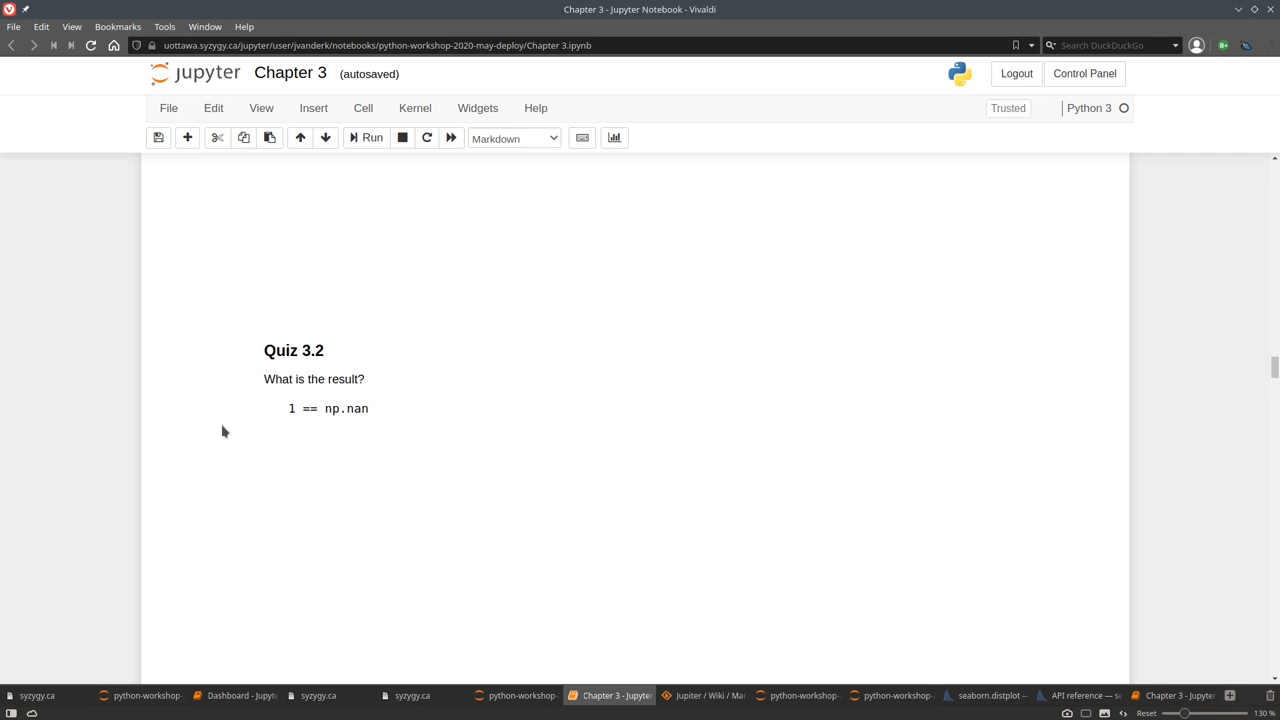 Chapter 3 - Jupyter Notebook - Vivaldi
File Edit View Bookmarks Tools Window Help
uottawa.syzygy.ca/jupyter/user/jvanderk/notebooks/python-workshop-2020-may-deploy/Chapter 3.ipynb
Search DuckDuckGo
jupyter Chapter 3 (autosaved)
Logout Control Panel
File Edit View Insert Cell Kernel Widgets Help
Trusted Python 3
Run Markdown
Quiz 3.2
What is the result?
1 == np.nan
syzygy.ca python-workshop- Dashboard - Jupyt syzygy.ca syzygy.ca python-workshop- Chapter 3 - Jupyte Jupiter / Wiki / Mar python-workshop- python-workshop- seaborn.distplot — API reference — se Chapter 3 - Jupyte
Reset 130 %